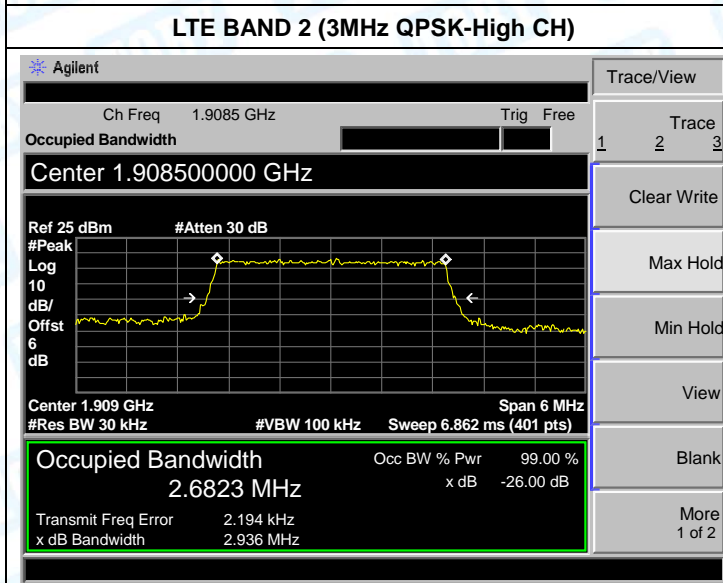 LTE BAND 2 (3MHz QPSK-High CH)
Agilent
Trace/View
Ch Freq 1.9085 GHz Trig Free
Occupied Bandwidth
Trace
1 2 3
Center 1.908500000 GHz
Clear Write
Ref 25 dBm #Atten 30 dB
#Peak
Log
10
dB/
Offst
6
dB
Max Hold
Min Hold
View
Center 1.909 GHz Span 6 MHz
#Res BW 30 kHz #VBW 100 kHz Sweep 6.862 ms (401 pts)
Occupied Bandwidth Occ BW % Pwr 99.00 %
2.6823 MHz x dB -26.00 dB
Blank
Transmit Freq Error 2.194 kHz
x dB Bandwidth 2.936 MHz
More
1 of 2